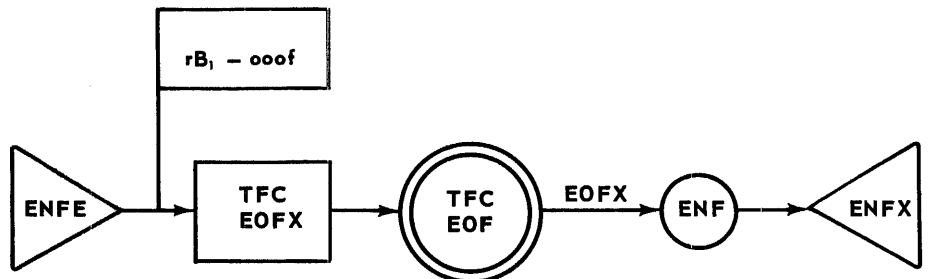 rB₁ – ooof
ENFE
TFC
EOFX
TFC
EOF
EOFX
ENF
ENFX